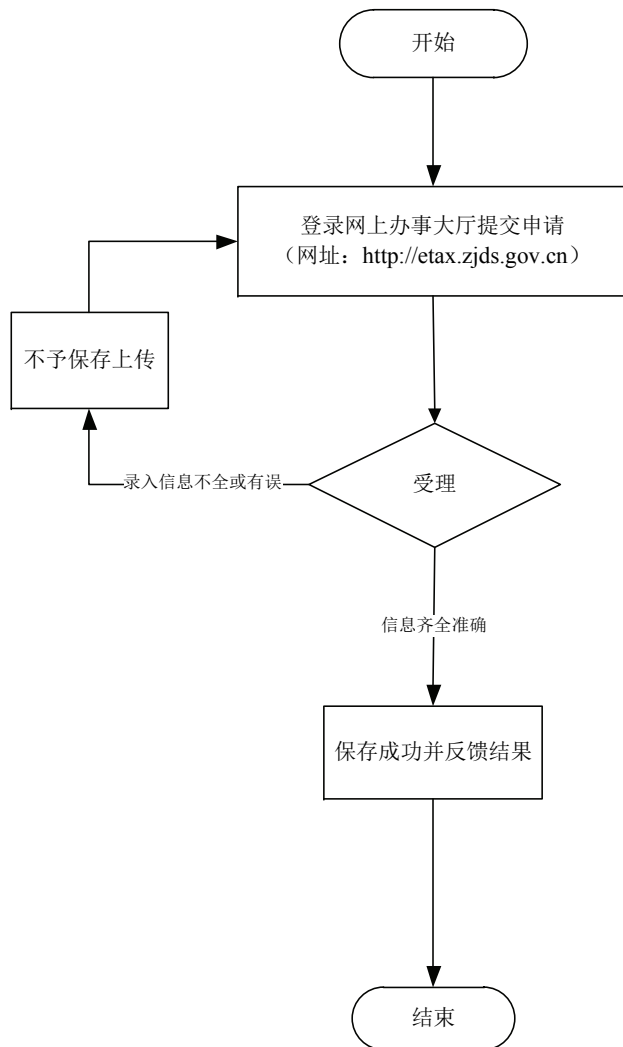 开始
登录网上办事大厅提交申请
（网址：http://etax.zjds.gov.cn）
不予保存上传
受理
录入信息不全或有误
信息齐全准确
保存成功并反馈结果
结束